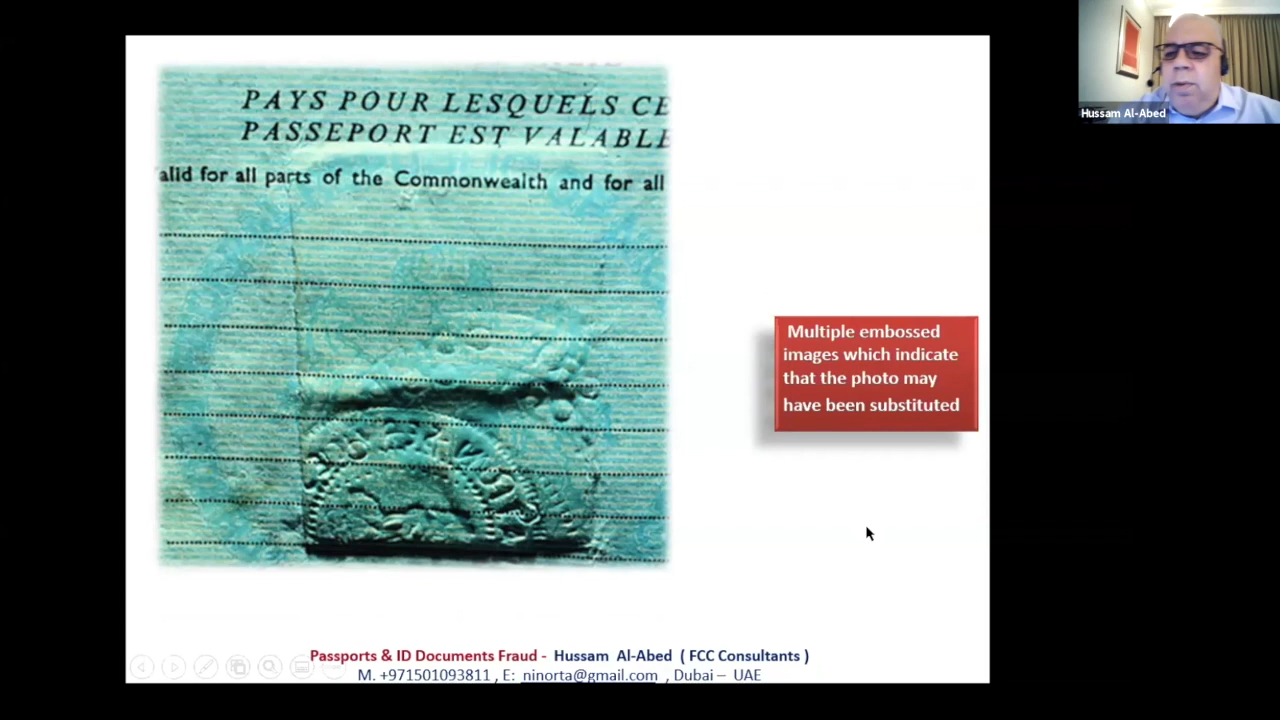 PAYS POUR LESQUELS CE
PASSEPORT EST VALABLE
alid for all parts of the Commonwealth and for all
Multiple embossed
images which indicate
that the photo may
have been substituted
Hussam Al-Abed
Passports & ID Documents Fraud - Hussam Al-Abed ( FCC Consultants )
M. +971501093811 , E: ninorta@gmail.com , Dubai – UAE